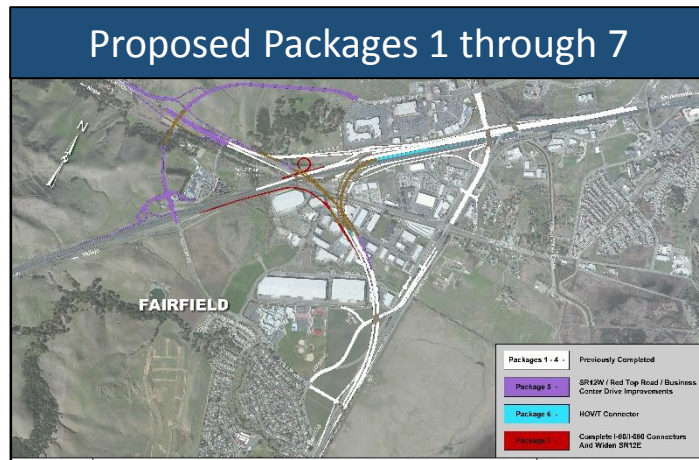 Proposed Packages 1 through 7
N
FAIRFIELD
Packages 1 - 4 - Previously Completed
Package 5 - SR12W / Red Top Road / Business
Center Drive Improvements
Package 6 - HOV/T Connector
Package 7 - Complete I-80/I-680 Connectors
And Widen SR12E